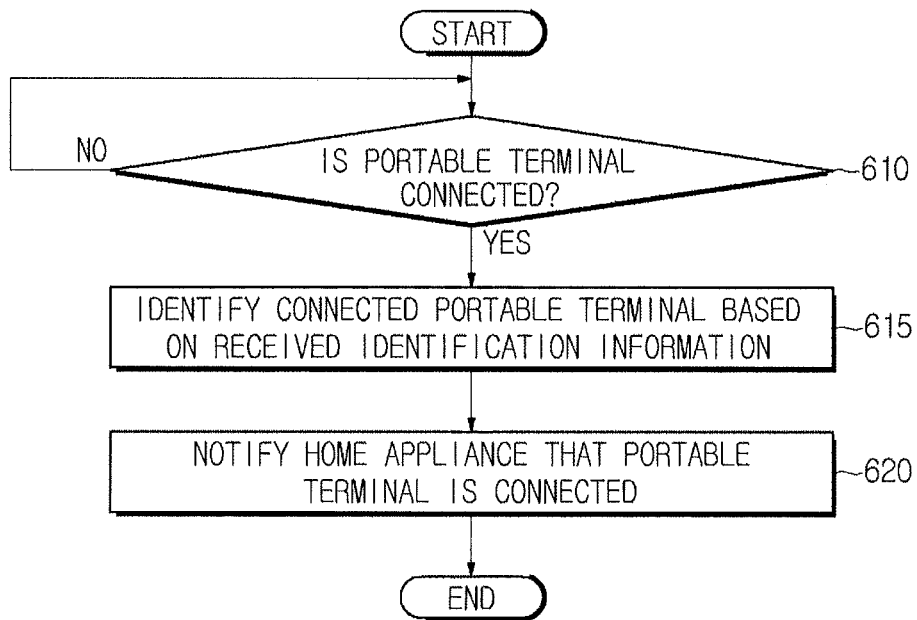 START
NO
IS PORTABLE TERMINAL
CONNECTED?
610
YES
IDENTIFY CONNECTED PORTABLE TERMINAL BASED
ON RECEIVED IDENTIFICATION INFORMATION
615
NOTIFY HOME APPLIANCE THAT PORTABLE
TERMINAL IS CONNECTED
620
END